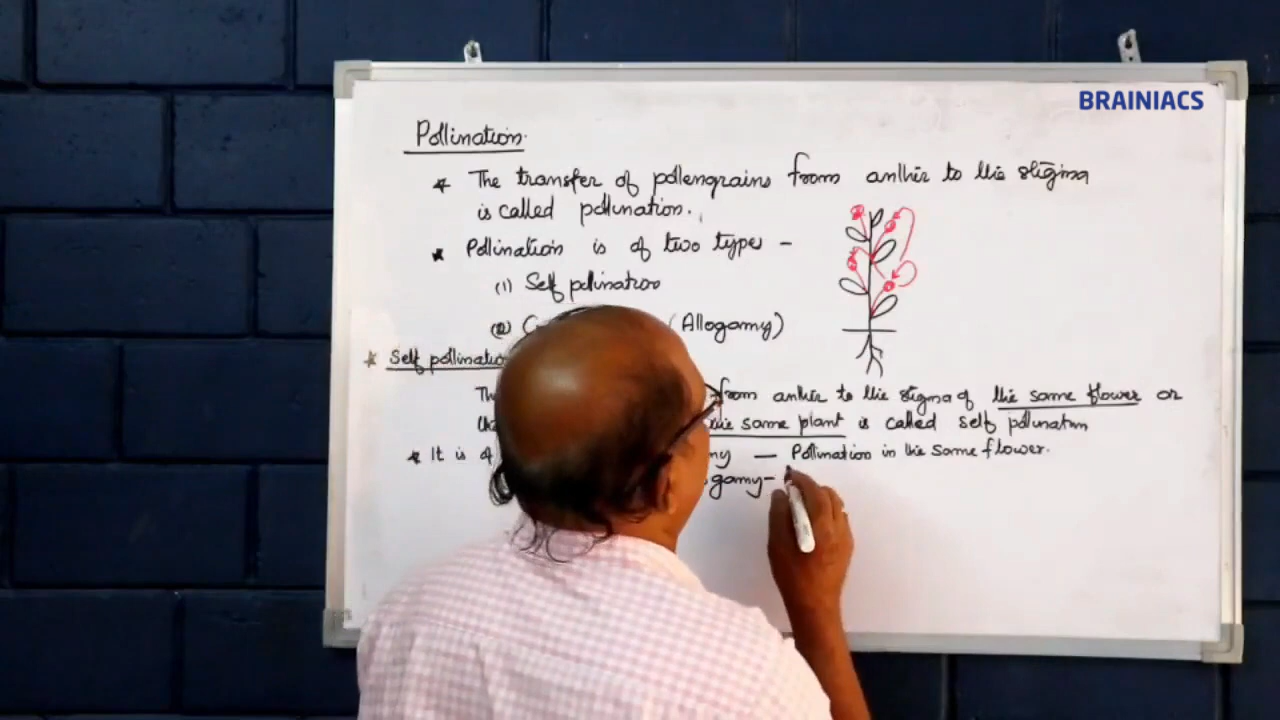 BRAINIACS
Pollination.
* The transfer of pollengrains from anther to the stigma
is called pollination.
* Pollination is of two type -
(1) Self pollination
(2) (Allogamy)
* Self pollination
from anther to the stigma of the same flower or
the same plant is called self pollination
* It is of — Pollination in the same flower.